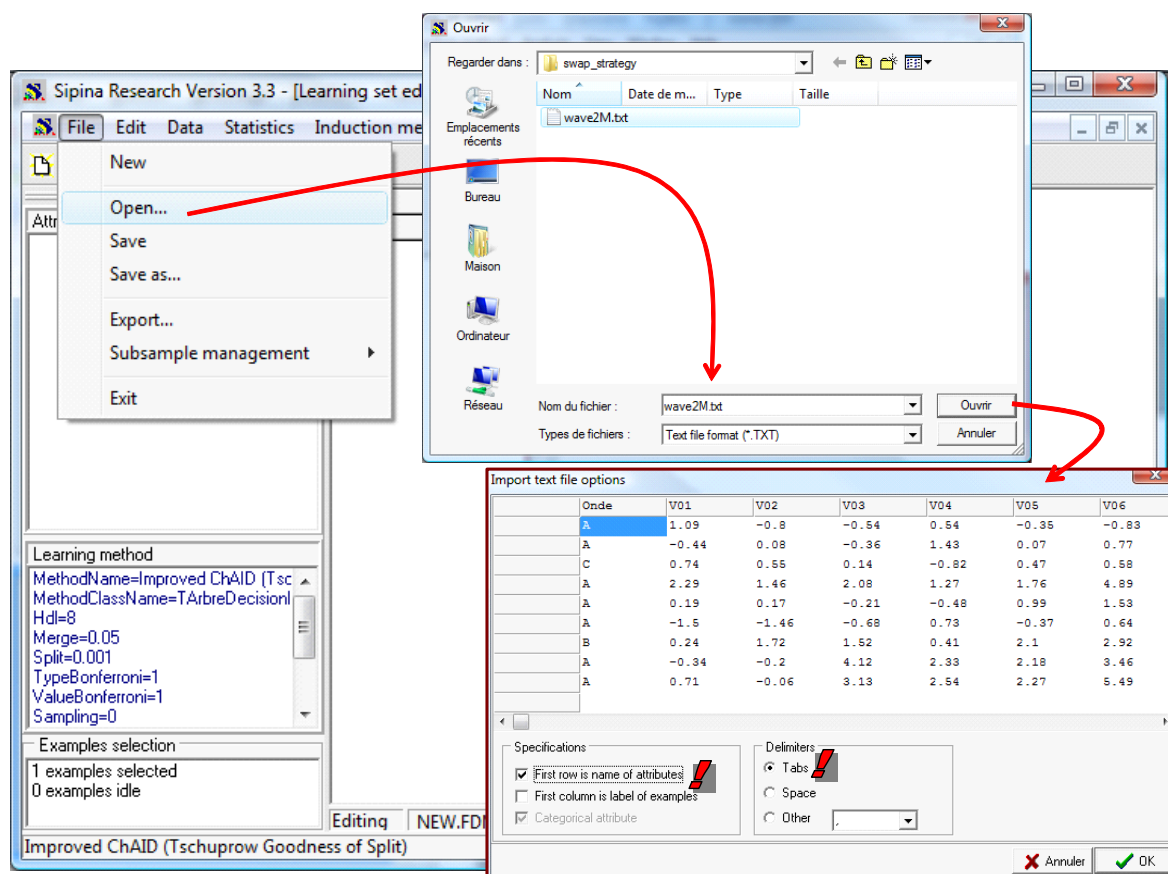 Ouvrir
Regarder dans :
swap_strategy
Nom
Date de m...
Type
Taille
wave2M.txt
Emplacements
récents
Bureau
Maison
Ordinateur
Réseau
Nom du fichier :
wave2M.txt
Ouvrir
Types de fichiers :
Text file format (*.TXT)
Annuler
Sipina Research Version 3.3 - [Learning set ed
File Edit Data Statistics Induction me
New
Open...
Save
Save as...
Export...
Subsample management
Exit
Attr
Learning method
MethodName=Improved ChAID (Tsc
MethodClassName=TArbreDecisionI
Hdl=8
Merge=0.05
Split=0.001
TypeBonferroni=1
ValueBonferroni=1
Sampling=0
Examples selection
1 examples selected
0 examples idle
Editing
NEW.FD
Improved ChAID (Tschuprow Goodness of Split)
Import text file options
Onde V01 V02 V03 V04 V05 V06
A 1.09 -0.8 -0.54 0.54 -0.35 -0.83
A -0.44 0.08 -0.36 1.43 0.07 0.77
C 0.74 0.55 0.14 -0.82 0.47 0.58
A 2.29 1.46 2.08 1.27 1.76 4.89
A 0.19 0.17 -0.21 -0.48 0.99 1.53
A -1.5 -1.46 -0.68 0.73 -0.37 0.64
B 0.24 1.72 1.52 0.41 2.1 2.92
A -0.34 -0.2 4.12 2.33 2.18 3.46
A 0.71 -0.06 3.13 2.54 2.27 5.49
Specifications
First row is name of attributes
First column is label of examples
Categorical attribute
Delimiters
Tabs
Space
Other
,
Annuler
OK